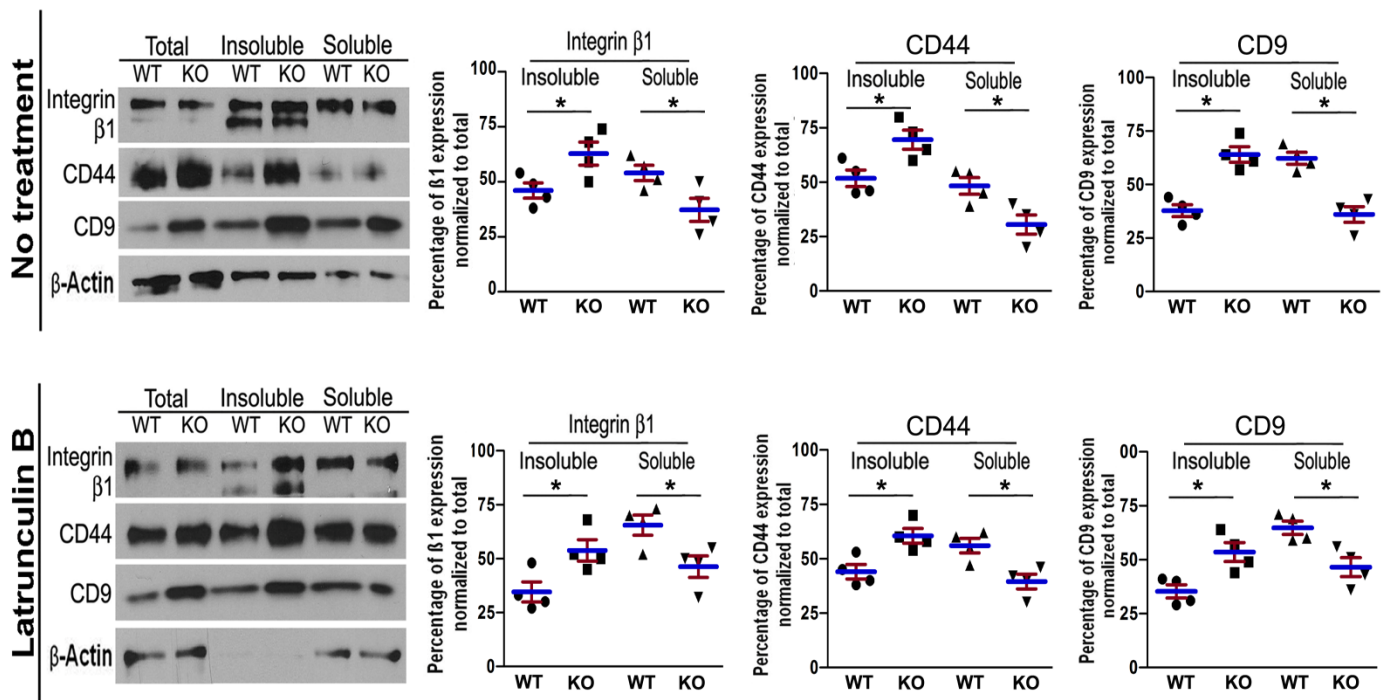 No treatment
Total Insoluble Soluble
WT KO WT KO WT KO
Integrin
β1
CD44
CD9
β-Actin
Integrin β1
Insoluble Soluble
* *
Percentage of ß1 expression
normalized to total
100
75
50
25
0
WT KO WT KO
CD44
Insoluble Soluble
* *
Percentage of CD44 expression
normalized to total
100
75
50
25
0
WT KO WT KO
CD9
Insoluble Soluble
* *
Percentage of CD9 expression
normalized to total
100
75
50
25
0
WT KO WT KO
Latrunculin B
Total Insoluble Soluble
WT KO WT KO WT KO
Integrin
β1
CD44
CD9
β-Actin
Integrin β1
Insoluble Soluble
* *
Percentage of ß1 expression
normalized to total
100
75
50
25
0
WT KO WT KO
CD44
Insoluble Soluble
* *
Percentage of CD44 expression
normalized to total
100
75
50
25
0
WT KO WT KO
CD9
Insoluble Soluble
* *
Percentage of CD9 expression
normalized to total
00
75
50
25
00
WT KO WT KO